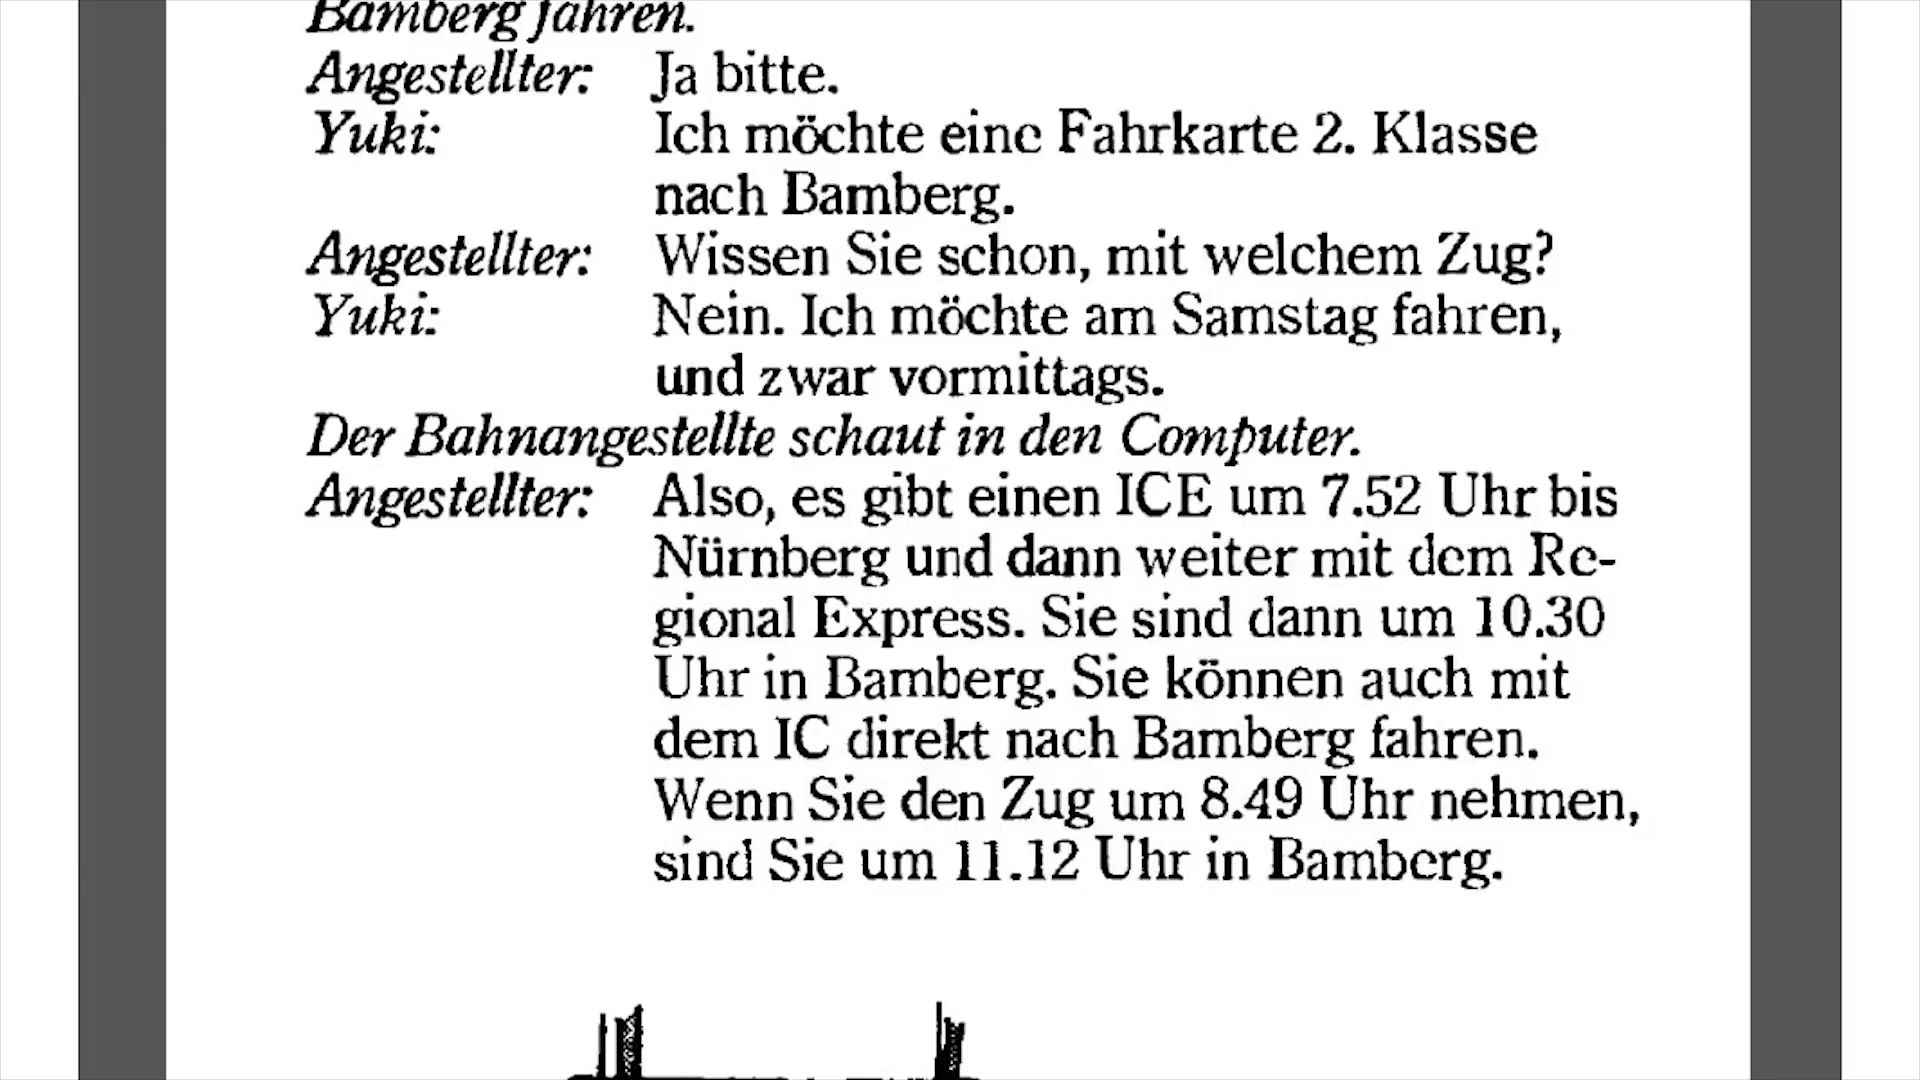 Bamberg fahren.
Angestellter: Ja bitte.
Yuki: Ich möchte eine Fahrkarte 2. Klasse
nach Bamberg.
Angestellter: Wissen Sie schon, mit welchem Zug?
Yuki: Nein. Ich möchte am Samstag fahren,
und zwar vormittags.
Der Bahnangestellte schaut in den Computer.
Angestellter: Also, es gibt einen ICE um 7.52 Uhr bis
Nürnberg und dann weiter mit dem Re-
gional Express. Sie sind dann um 10.30
Uhr in Bamberg. Sie können auch mit
dem IC direkt nach Bamberg fahren.
Wenn Sie den Zug um 8.49 Uhr nehmen,
sind Sie um 11.12 Uhr in Bamberg.